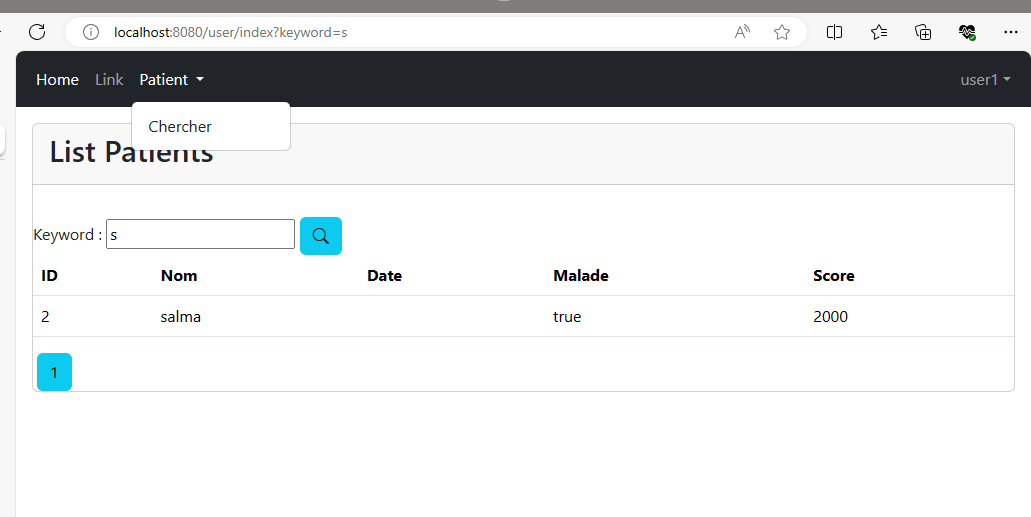 localhost:8080/user/index?keyword=s
Home Link Patient user1
Chercher
List Patients
Keyword : s
ID Nom Date Malade Score
2 salma true 2000
1